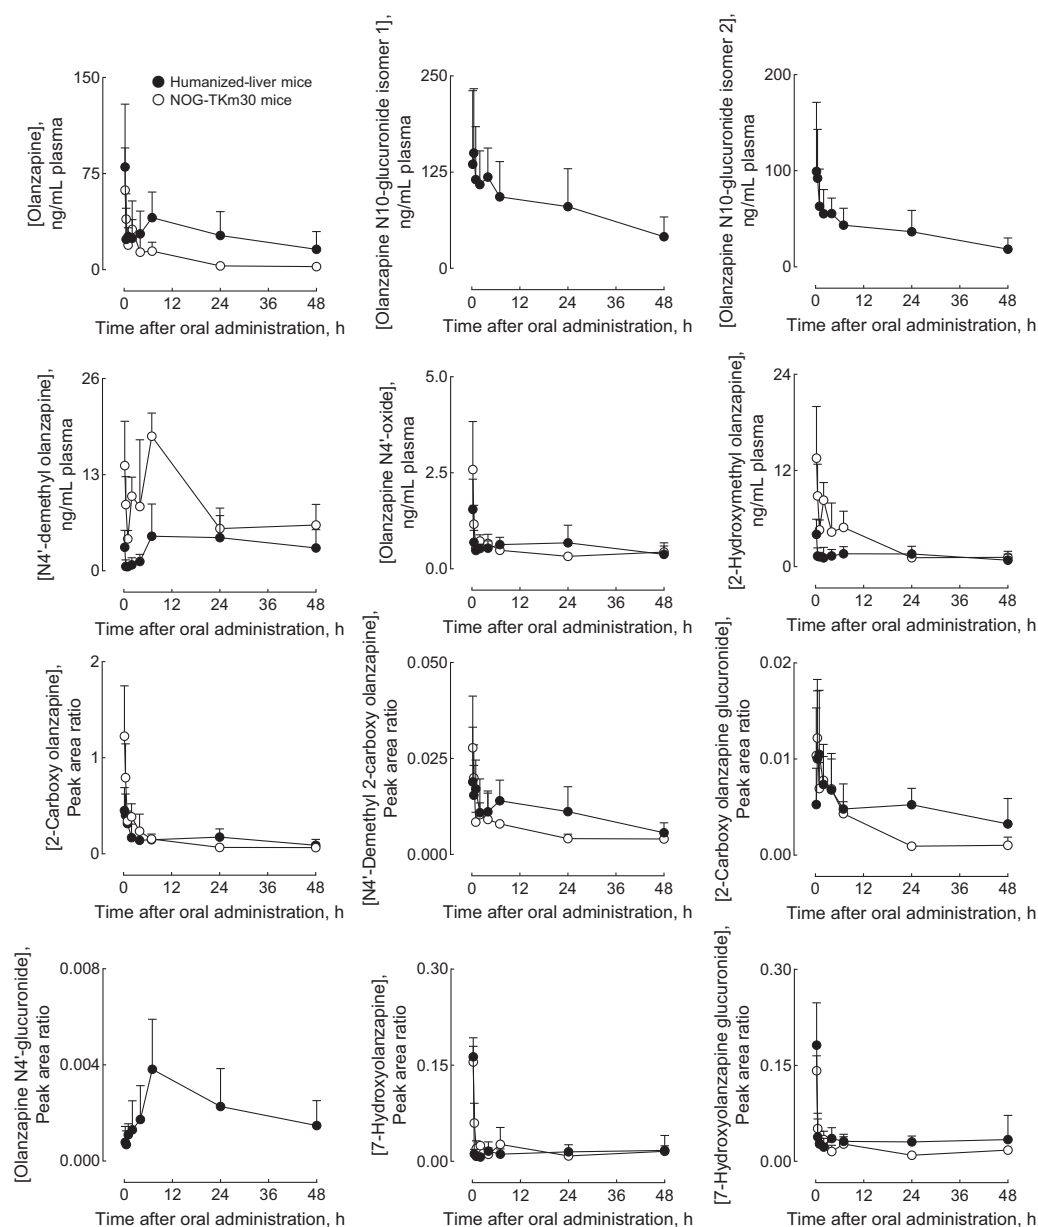 [Olanzapine],
ng/mL plasma
150
75
0
Humanized-liver mice
NOG-TKm30 mice
0 12 24 36 48
Time after oral administration, h
[Olanzapine N10-glucuronide isomer 1]
ng/mL plasma
250
125
0
0 12 24 36 48
Time after oral administration, h
[Olanzapine N10-glucuronide isomer 2]
ng/mL plasma
200
100
0
0 12 24 36 48
Time after oral administration, h
[N4'-demethyl olanzapine],
ng/mL plasma
26
13
0
0 12 24 36 48
Time after oral administration, h
[Olanzapine N4'-oxide],
ng/mL plasma
5.0
2.5
0.0
0 12 24 36 48
Time after oral administration, h
[2-Hydroxymethyl olanzapine],
ng/mL plasma
24
12
0
0 12 24 36 48
Time after oral administration, h
[2-Carboxy olanzapine],
Peak area ratio
2
1
0
0 12 24 36 48
Time after oral administration, h
[N4'-Demethyl 2-carboxy olanzapine],
Peak area ratio
0.050
0.025
0.000
0 12 24 36 48
Time after oral administration, h
[2-Carboxy olanzapine glucuronide],
Peak area ratio
0.02
0.01
0.00
0 12 24 36 48
Time after oral administration, h
[Olanzapine N4'-glucuronide],
Peak area ratio
0.008
0.004
0.000
0 12 24 36 48
Time after oral administration, h
[7-Hydroxyolanzapine],
Peak area ratio
0.30
0.15
0.00
0 12 24 36 48
Time after oral administration, h
[7-Hydroxyolanzapine glucuronide],
Peak area ratio
0.30
0.15
0.00
0 12 24 36 48
Time after oral administration, h